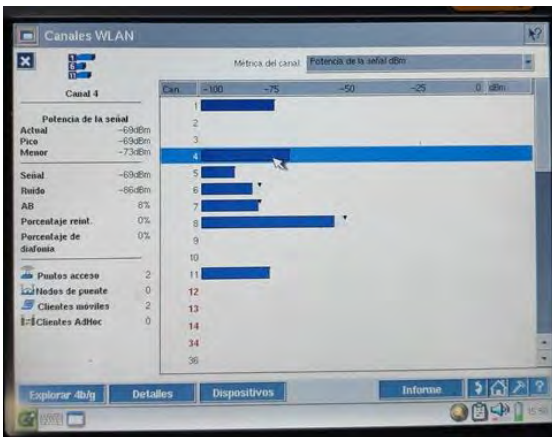 Canales WLAN
Métrica del canal: Potencia de la señal dBm
Canal 4
Potencia de la señal
Actual -69dBm
Pico -69dBm
Menor -73dBm
Señal -69dBm
Ruido -86dBm
AB 8%
Porcentaje reint. 0%
Porcentaje de 0%
diafonía
Puntos acceso 2
Nodos de puente 0
Clientes móviles 2
Clientes AdHoc 0
Can. -100 -75 -50 -25 0 dBm
1
2
3
4
5
6
7
8
9
10
11
12
13
14
34
36
Explorar 4b/g Detalles Dispositivos Informe